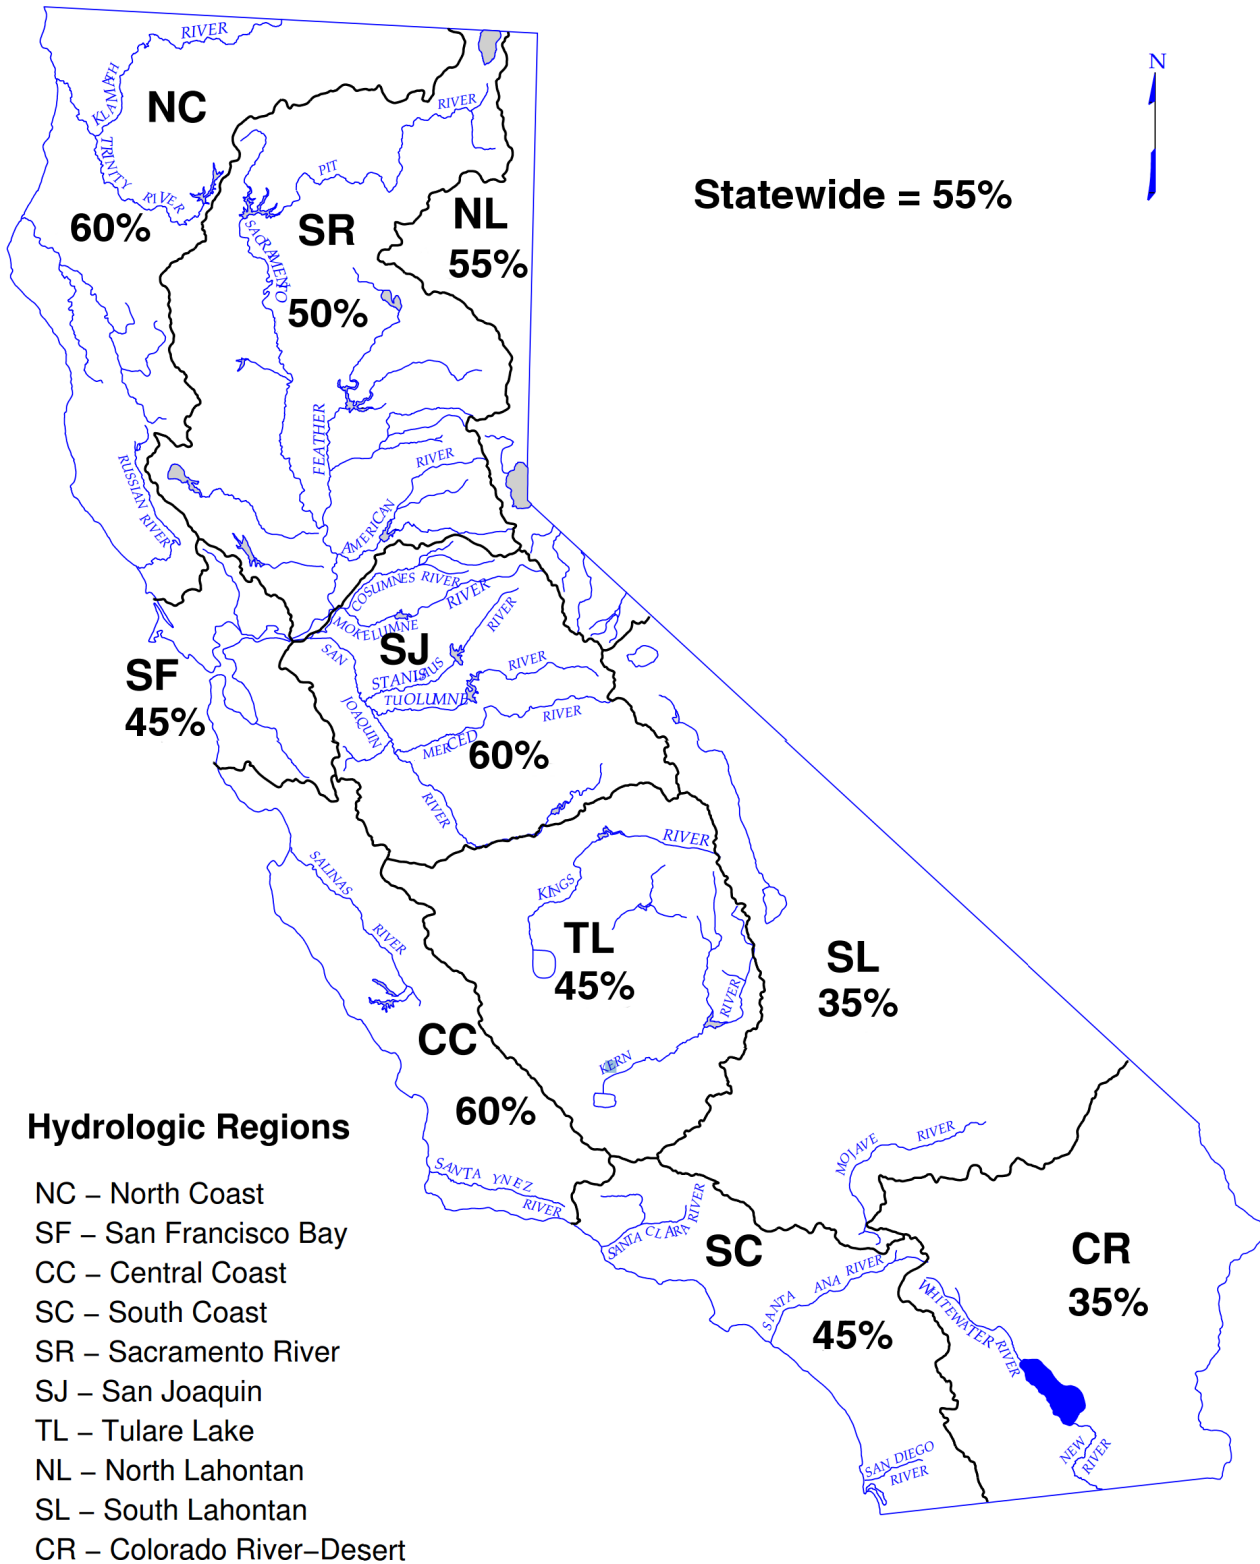 RIVER
N
KLAMATH
NC
RIVER
TRINITY
RIVER
PIT
Statewide = 55%
60%
SR
NL
55%
SACRAMENTO
50%
FEATHER
RIVER
AMERICAN
RUSSIAN RIVER
COSUMNES RIVER
RIVER
MOKELUMNE
RIVER
SJ
SAN
STANISLAUS
RIVER
SF
45%
TUOLUMNE
JOAQUIN
RIVER
MERCED
60%
RIVER
RIVER
SALINAS
KINGS
RIVER
TL
45%
SL
35%
RIVER
CC
KERN
60%
Hydrologic Regions
MOJAVE
RIVER
SANTA YNEZ
RIVER
NC – North Coast
SF – San Francisco Bay
CC – Central Coast
SC – South Coast
SR – Sacramento River
SJ – San Joaquin
TL – Tulare Lake
NL – North Lahontan
SL – South Lahontan
CR – Colorado River–Desert
SANTA CLARA RIVER
SC
CR
35%
SANTA ANA RIVER
45%
WHITEWATER RIVER
SAN DIEGO
RIVER
NEW
RIVER